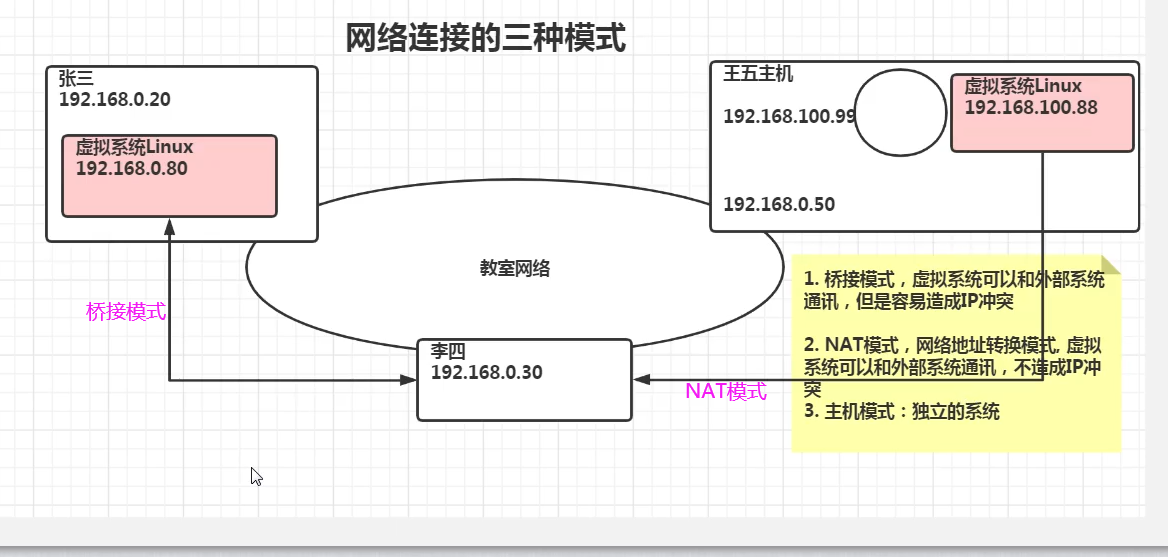 网络连接的三种模式
张三
192.168.0.20
虚拟系统Linux
192.168.0.80
王五主机
192.168.100.99
192.168.0.50
虚拟系统Linux
192.168.100.88
教室网络
桥接模式
李四
192.168.0.30
NAT模式
1. 桥接模式，虚拟系统可以和外部系统
通讯，但是容易造成IP冲突
2. NAT模式，网络地址转换模式, 虚拟
系统可以和外部系统通讯，不造成IP冲
突
3. 主机模式：独立的系统